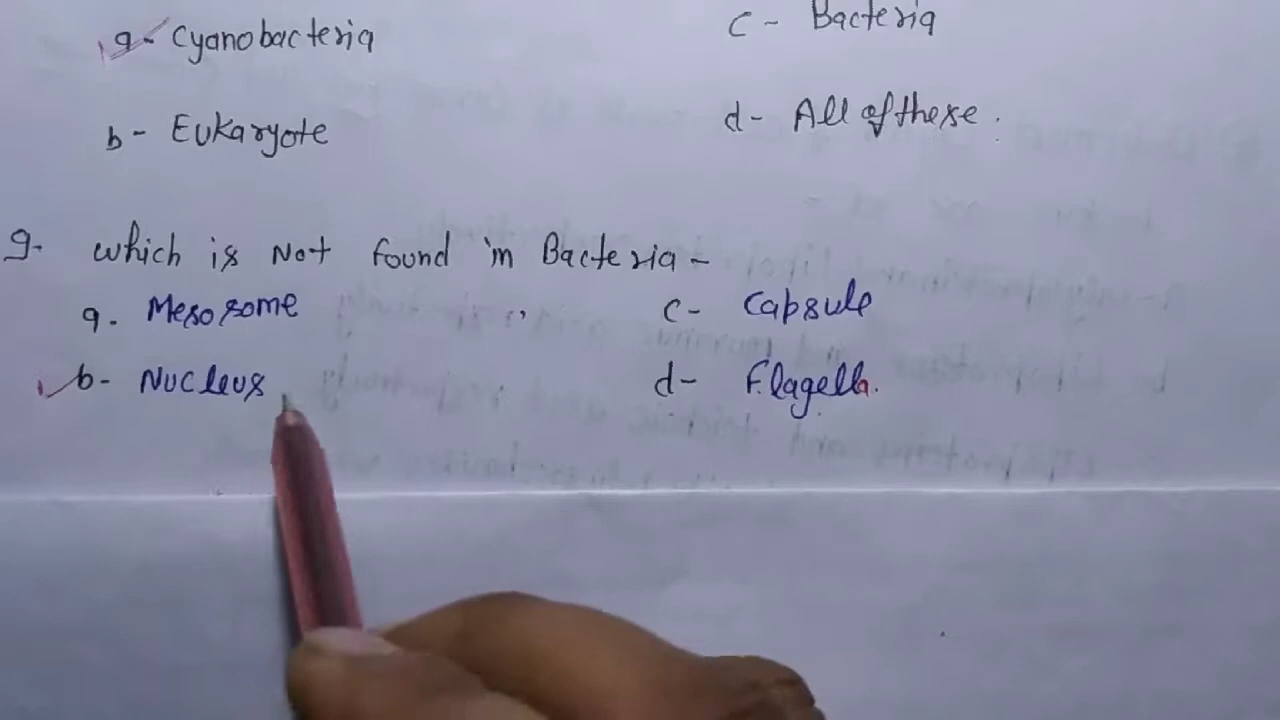 a- Cyanobacteria
c- Bacteria
b- Eukaryote
d- All of these.
9- which is Not found in Bacteria-
a. Mesosome
c- capsule
b- Nucleus
d- Flagella.